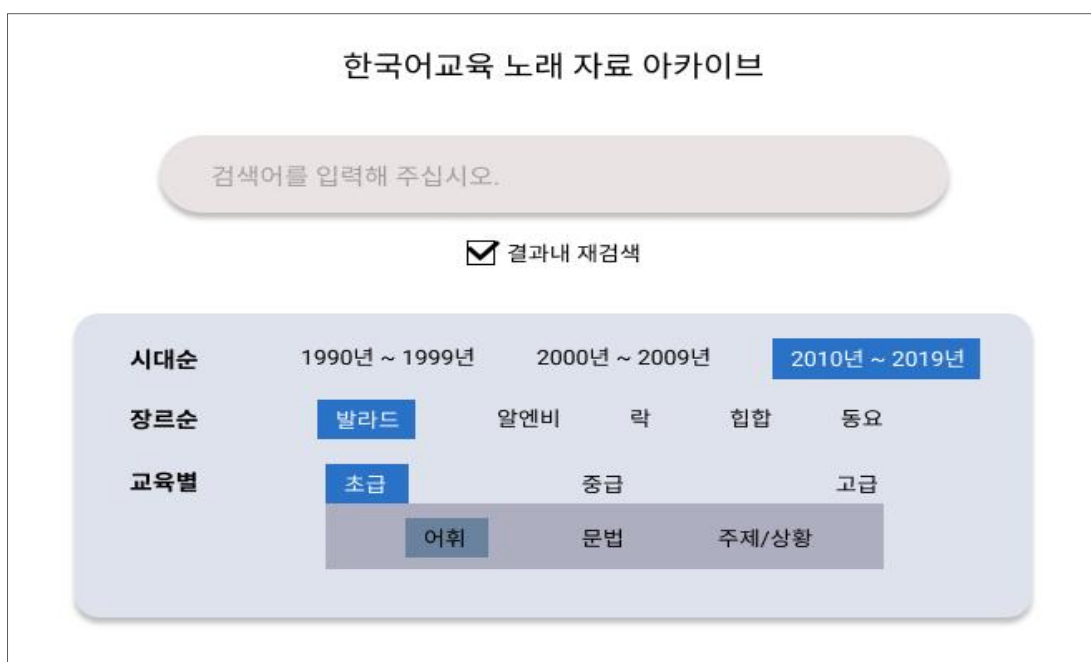 한국어교육 노래 자료 아카이브
검색어를 입력해 주십시오.
결과내 재검색
시대순 1990년 ~ 1999년 2000년 ~ 2009년 2010년 ~ 2019년
장르순 발라드 알엔비 락 힙합 동요
교육별 초급 중급 고급
어휘 문법 주제/상황